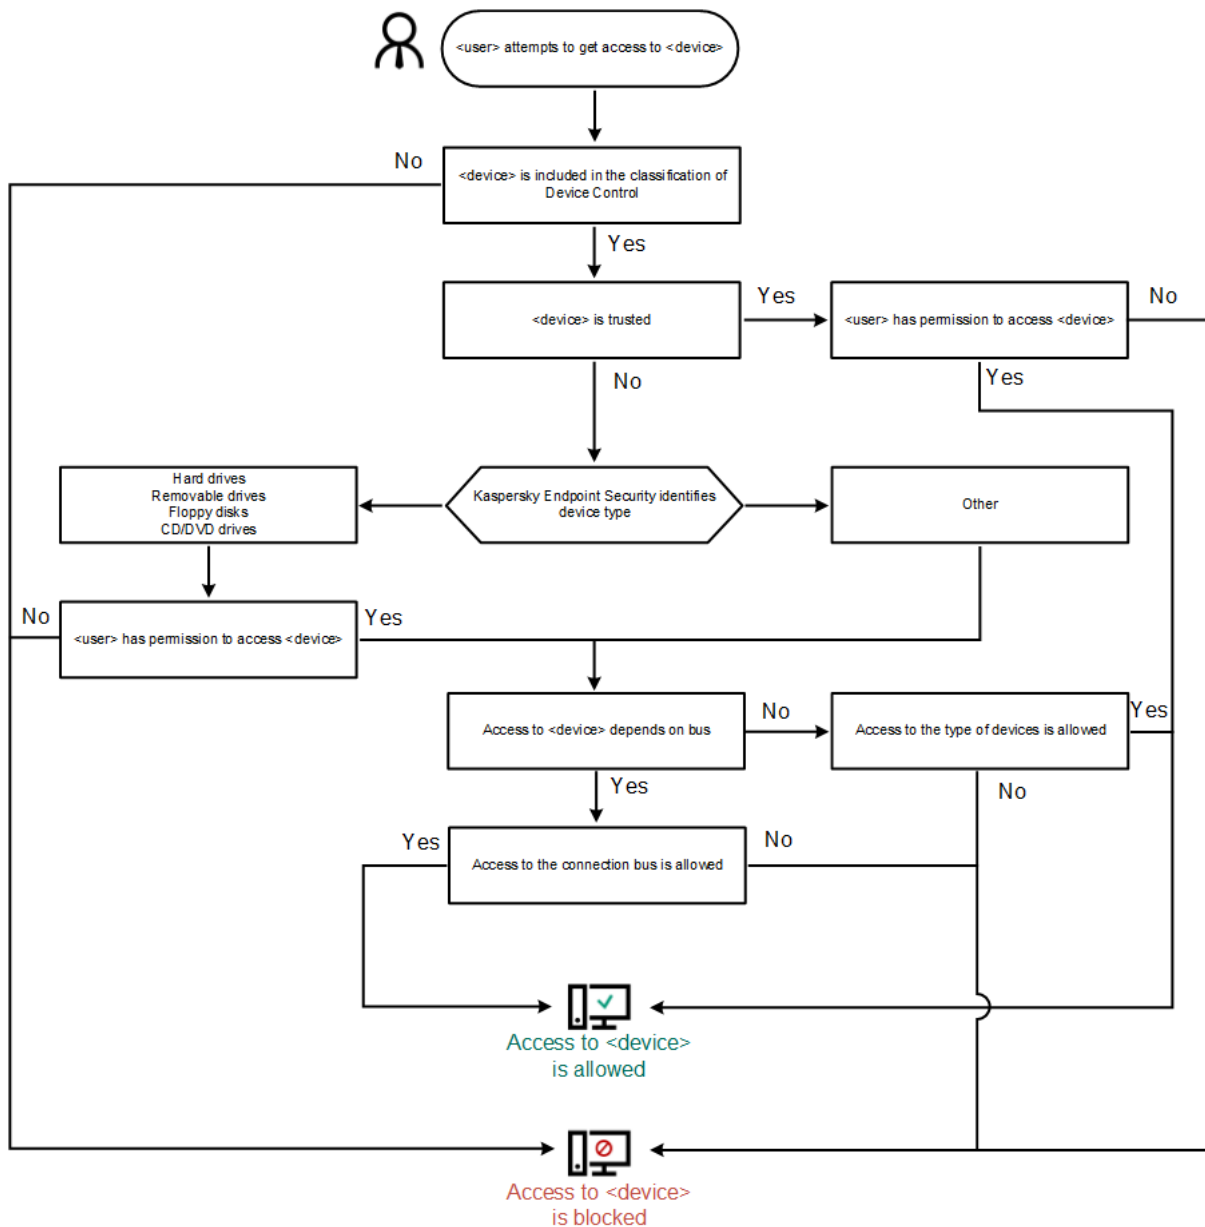 <user> attempts to get access to <device>
No
<device> is included in the classification of
Device Control
Yes
<device> is trusted
Yes
<user> has permission to access <device>
No
No
Yes
Hard drives
Removable drives
Floppy disks
CD/DVD drives
Kaspersky Endpoint Security identifies
device type
Other
No
<user> has permission to access <device>
Yes
Access to <device> depends on bus
No
Access to the type of devices is allowed
Yes
Yes
No
Yes
Access to the connection bus is allowed
No
Access to <device>
is allowed
Access to <device>
is blocked